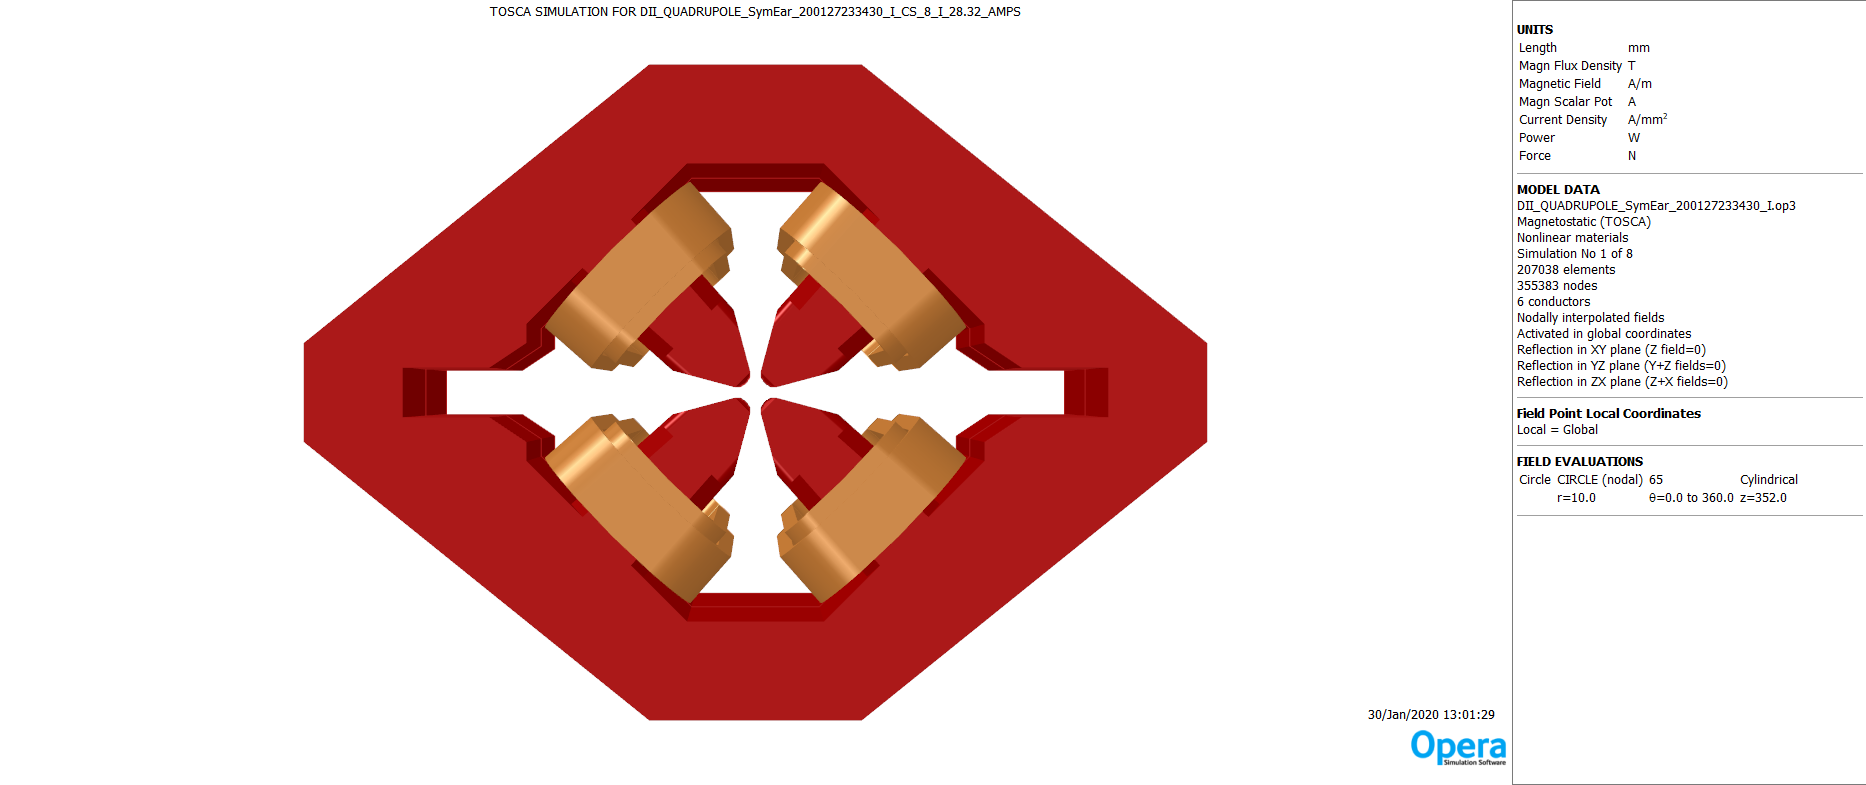 TOSCA SIMULATION FOR DII_QUADRUPOLE_SymEar_200127233430_I_CS_8_I_28.32_AMPS
UNITS
Length mm
Magn Flux Density T
Magnetic Field A/m
Magn Scalar Pot A
Current Density A/mm²
Power W
Force N
MODEL DATA
DII_QUADRUPOLE_SymEar_200127233430_I.op3
Magnetostatic (TOSCA)
Nonlinear materials
Simulation No 1 of 8
207038 elements
355383 nodes
6 conductors
Nodally interpolated fields
Activated in global coordinates
Reflection in XY plane (Z field=0)
Reflection in YZ plane (Y+Z fields=0)
Reflection in ZX plane (Z+X fields=0)
Field Point Local Coordinates
Local = Global
FIELD EVALUATIONS
Circle CIRCLE (nodal) 65 Cylindrical
r=10.0 θ=0.0 to 360.0 z=352.0
30/Jan/2020 13:01:29
Opera
Simulation Software